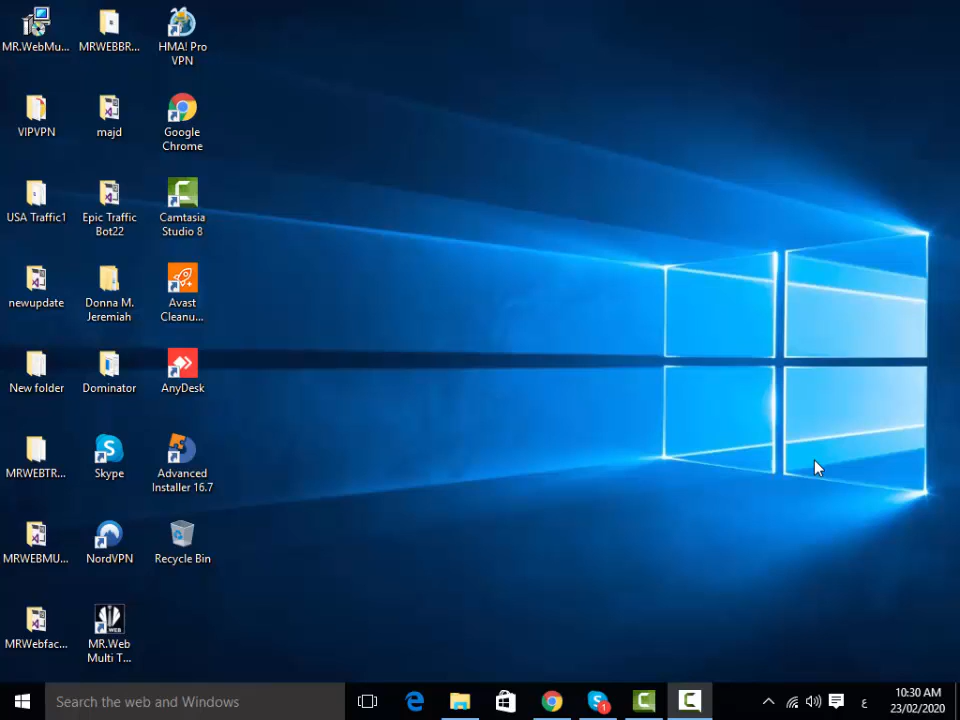 MR.WebMu...
MRWEBBR...
HMA! Pro
VPN
VIPVPN
majd
Google
Chrome
USA Traffic1
Epic Traffic
Bot22
Camtasia
Studio 8
newupdate
Donna M.
Jeremiah
Avast
Cleanu...
New folder
Dominator
AnyDesk
MRWEBTR...
Skype
Advanced
Installer 16.7
MRWEBMU...
NordVPN
Recycle Bin
MRWebfac...
WEB
MR.Web
Multi T...
Search the web and Windows
1
ع
10:30 AM
23/02/2020